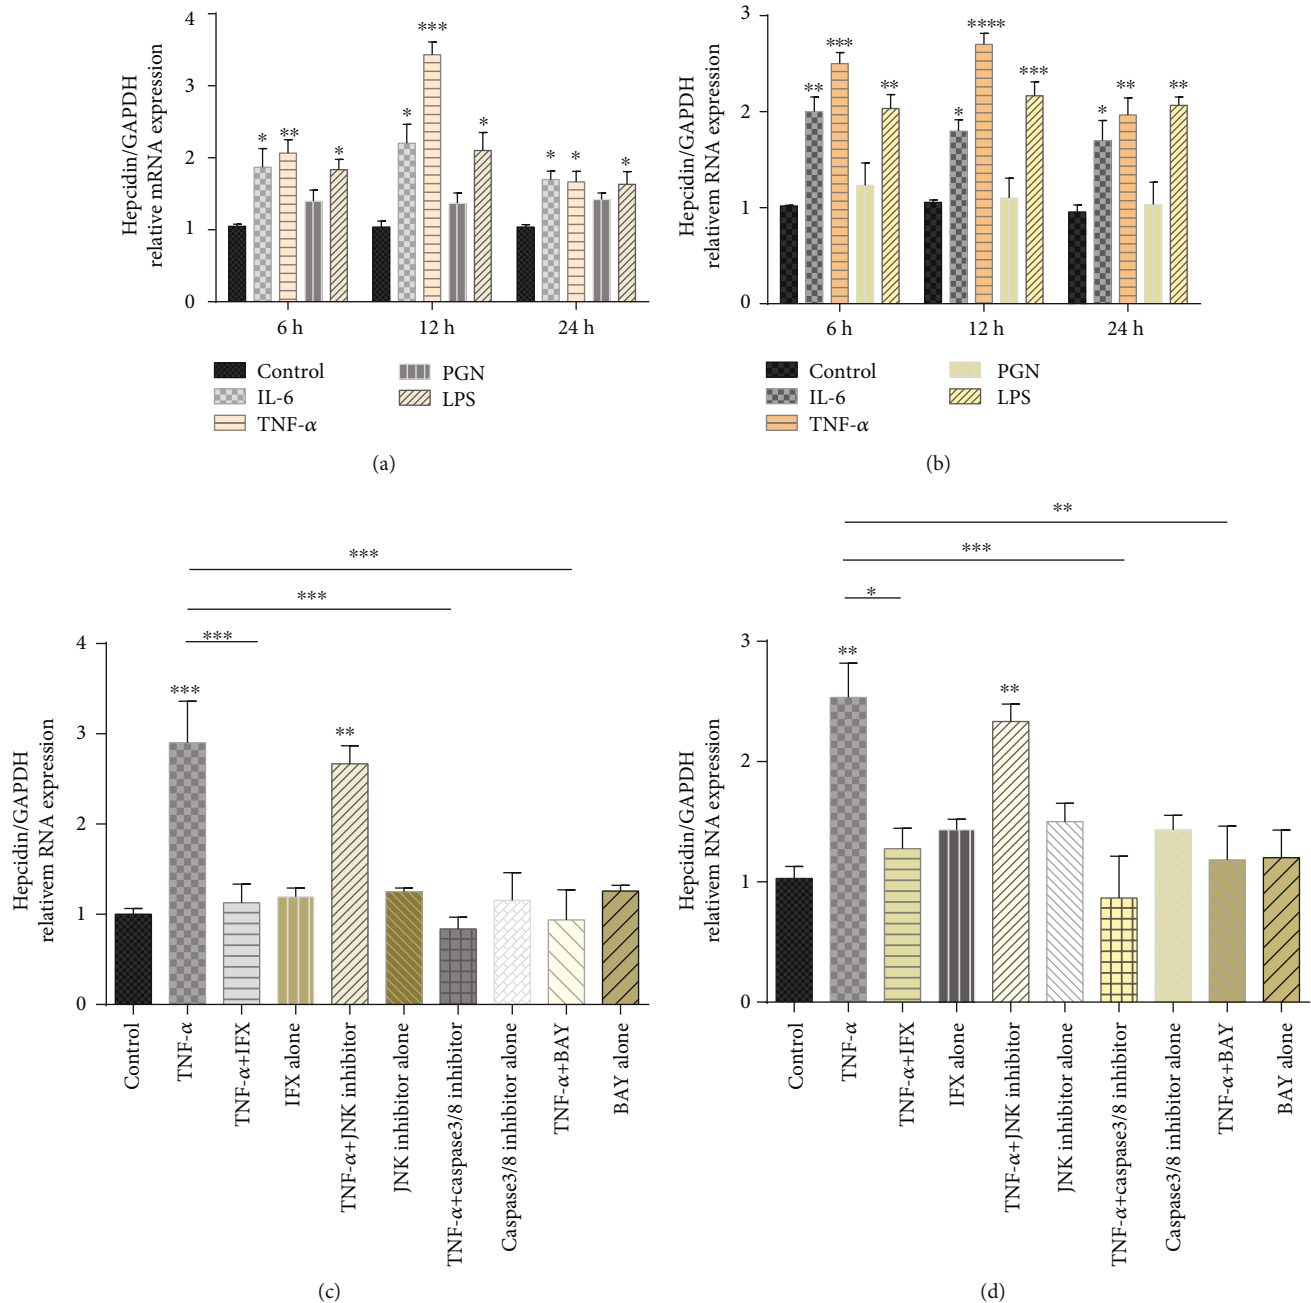 Hepcidin/GAPDH
relative mRNA expression
4
3
2
1
0
*
**
*
*
***
*
*
*
*
6 h
12 h
24 h
Control
IL-6
TNF-α
PGN
LPS
(a)
Hepcidin/GAPDH
relativem RNA expression
3
2
1
0
**
***
**
*
****
***
*
**
**
6 h
12 h
24 h
Control
IL-6
TNF-α
PGN
LPS
(b)
Hepcidin/GAPDH
relativem RNA expression
4
3
2
1
0
***
***
***
***
**
Control
TNF-α
TNF-α+IFX
IFX alone
TNF-α+JNK inhibitor
JNK inhibitor alone
TNF-α+caspase3/8 inhibitor
Caspase3/8 inhibitor alone
TNF-α+BAY
BAY alone
(c)
Hepcidin/GAPDH
relativem RNA expression
3
2
1
0
**
***
*
**
**
Control
TNF-α
TNF-α+IFX
IFX alone
TNF-α+JNK inhibitor
JNK inhibitor alone
TNF-α+caspase3/8 inhibitor
Caspase3/8 inhibitor alone
TNF-α+BAY
BAY alone
(d)